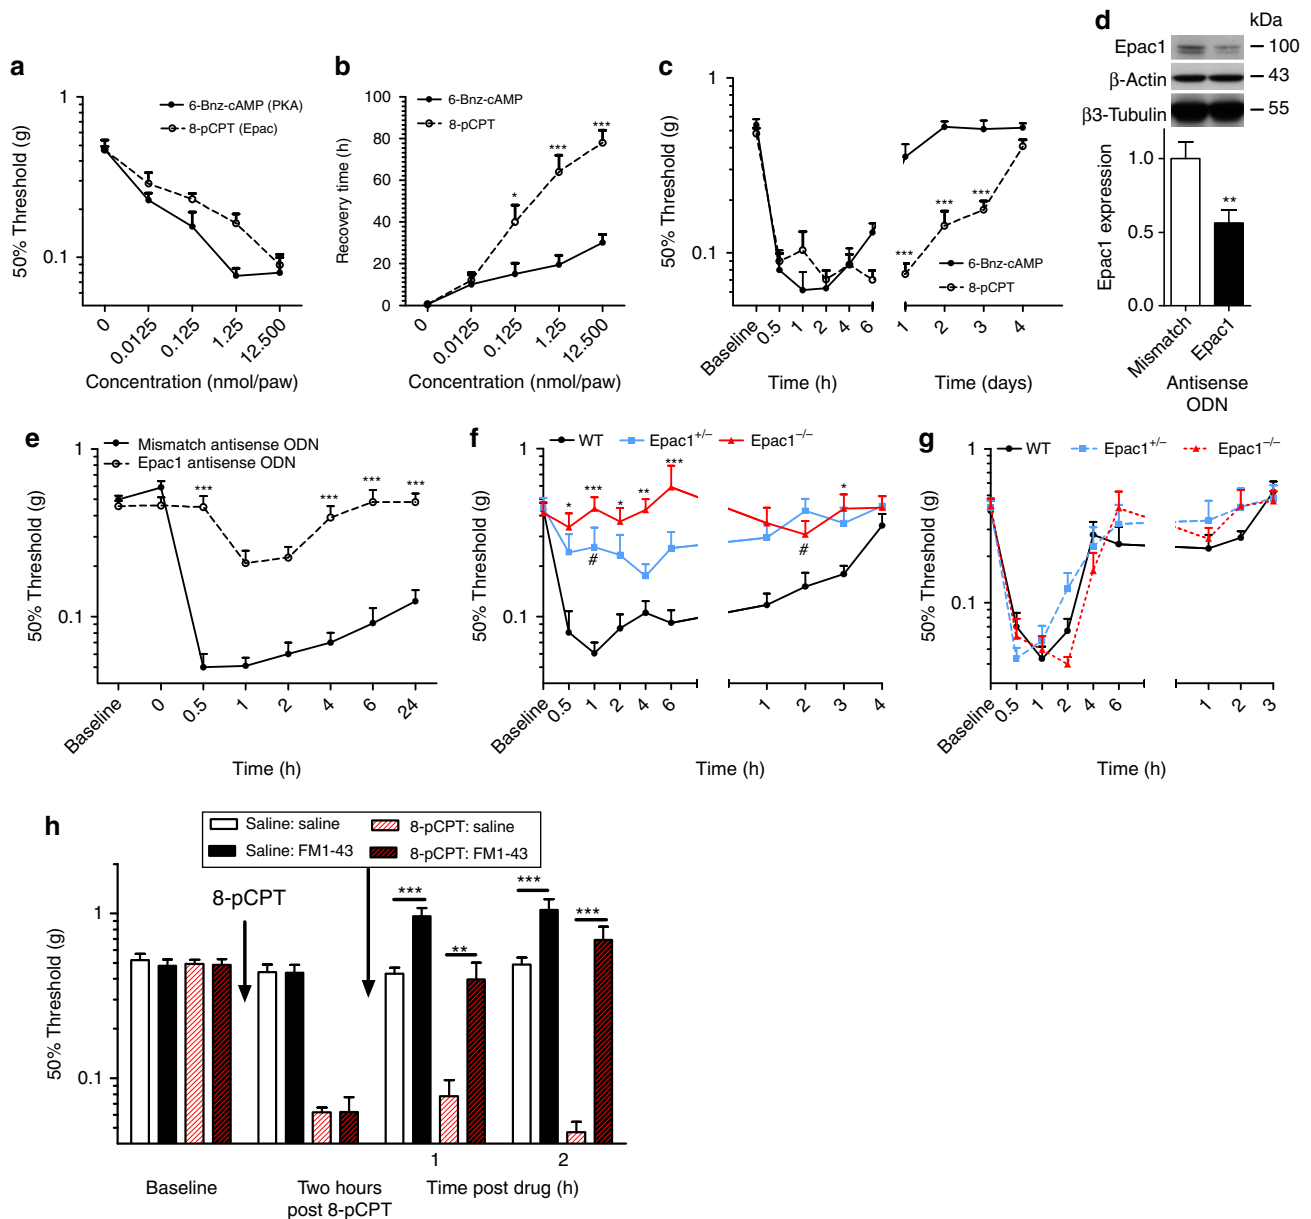 a
1
0.1
50% Threshold (g)
6-Bnz-cAMP (PKA)
8-pCPT (Epac)
0
0.0125
0.125
1.25
12.500
Concentration (nmol/paw)
b
100
80
60
40
20
0
Recovery time (h)
6-Bnz-cAMP
8-pCPT
*
***
***
0
0.0125
0.125
1.25
12.500
Concentration (nmol/paw)
c
1
0.1
50% Threshold (g)
***
***
***
6-Bnz-cAMP
8-pCPT
Baseline
0.5
1
2
4
6
1
2
3
4
Time (h)
Time (days)
d
kDa
Epac1
100
β-Actin
43
β3-Tubulin
55
1.0
0.5
0.0
Epac1 expression
**
Mismatch
Epac1
Antisense
ODN
e
Mismatch antisense ODN
Epac1 antisense ODN
1
0.1
50% Threshold (g)
***
***
***
***
Baseline
0
0.5
1
2
4
6
24
Time (h)
f
WT
Epac1+/−
Epac1−/−
1
0.1
50% Threshold (g)
*
***
*
**
***
*
#
#
Baseline
0.5
1
2
4
6
1
2
3
4
Time (h)
g
WT
Epac1+/−
Epac1−/−
1
0.1
50% Threshold (g)
Baseline
0.5
1
2
4
6
1
2
3
Time (h)
h
Saline: saline
8-pCPT: saline
Saline: FM1-43
8-pCPT: FM1-43
8-pCPT
1
0.1
50% Threshold (g)
***
**
***
***
1
2
Baseline
Two hours
post 8-pCPT
Time post drug (h)